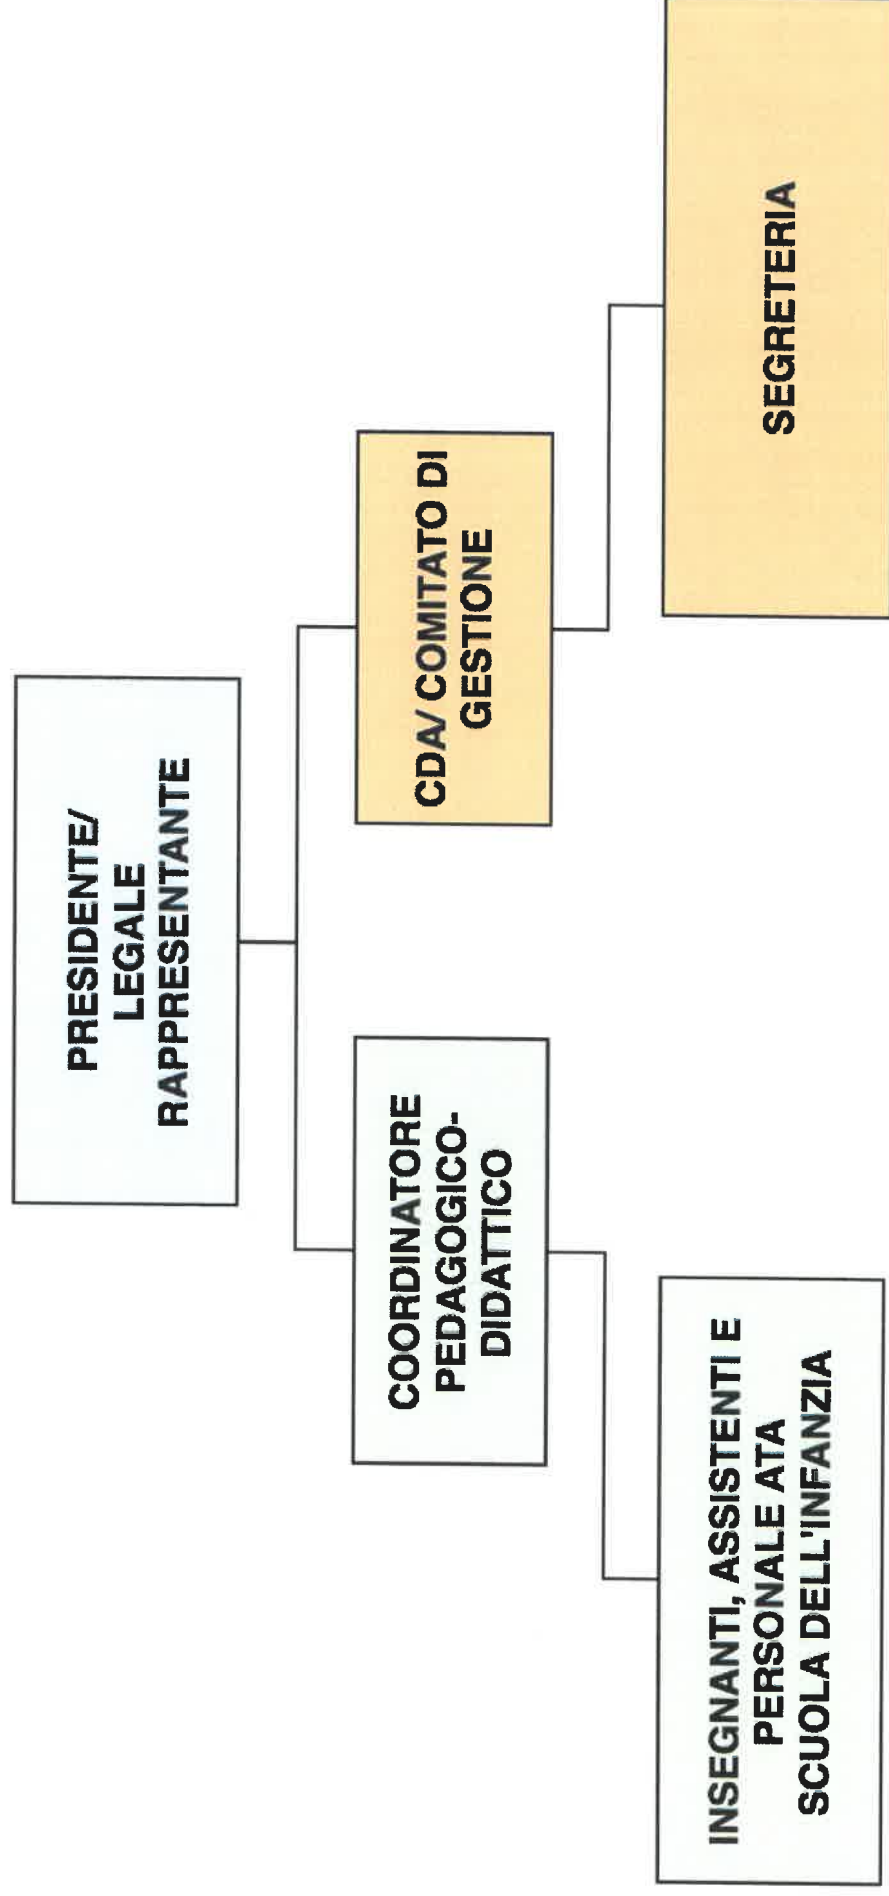 PRESIDENTE/
LEGALE
RAPPRESENTANTE
COORDINATORE
PEDAGOGICO-
DIDATTICO
CDA/ COMITATO DI
GESTIONE
INSEGNANTI, ASSISTENTI E
PERSONALE ATA
SCUOLA DELL'INFANZIA
SEGRETERIA